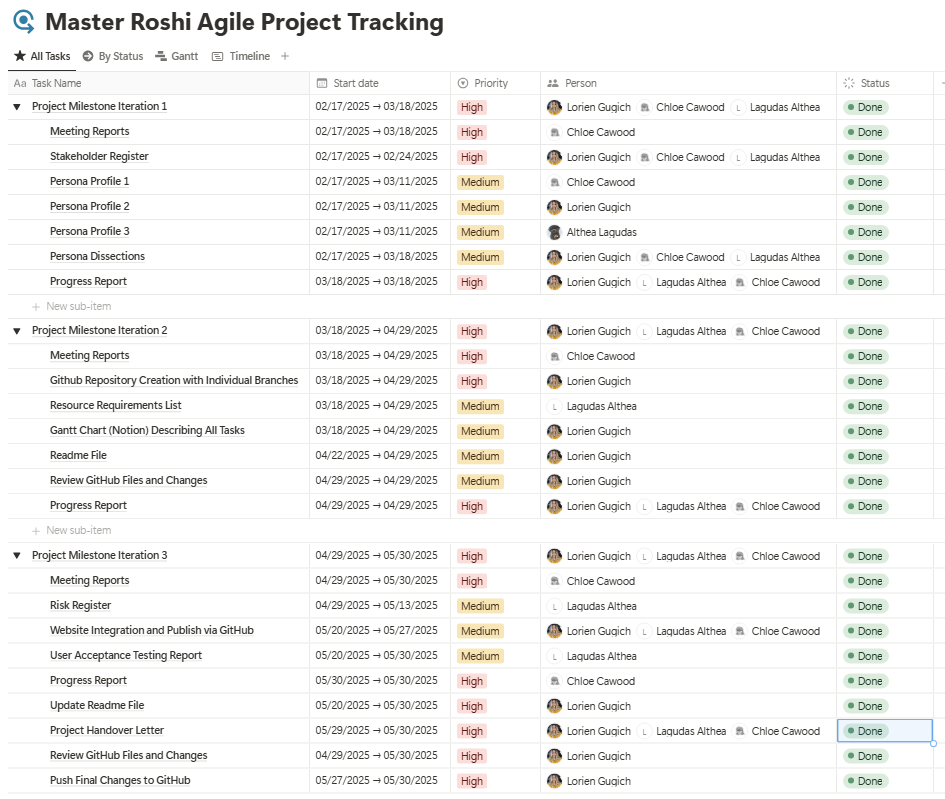 Master Roshi Agile Project Tracking
All Tasks By Status Gantt Timeline +
Aa Task Name Start date Priority Person Status
Project Milestone Iteration 1 02/17/2025 → 03/18/2025 High Lorien Gugich Chloe Cawood L Lagudas Althea Done
Meeting Reports 02/17/2025 → 03/18/2025 High Chloe Cawood Done
Stakeholder Register 02/17/2025 → 02/24/2025 High Lorien Gugich Chloe Cawood L Lagudas Althea Done
Persona Profile 1 02/17/2025 → 03/11/2025 Medium Chloe Cawood Done
Persona Profile 2 02/17/2025 → 03/11/2025 Medium Lorien Gugich Done
Persona Profile 3 02/17/2025 → 03/11/2025 Medium Althea Lagudas Done
Persona Dissections 02/17/2025 → 03/18/2025 Medium Lorien Gugich Chloe Cawood L Lagudas Althea Done
Progress Report 03/18/2025 → 03/18/2025 High Lorien Gugich L Lagudas Althea Chloe Cawood Done
+ New sub-item
Project Milestone Iteration 2 03/18/2025 → 04/29/2025 High Lorien Gugich L Lagudas Althea Chloe Cawood Done
Meeting Reports 03/18/2025 → 04/29/2025 High Chloe Cawood Done
Github Repository Creation with Individual Branches 03/18/2025 → 04/29/2025 High Lorien Gugich Done
Resource Requirements List 03/18/2025 → 04/29/2025 Medium L Lagudas Althea Done
Gantt Chart (Notion) Describing All Tasks 03/18/2025 → 04/29/2025 Medium Lorien Gugich Done
Readme File 04/22/2025 → 04/29/2025 Medium Lorien Gugich Done
Review GitHub Files and Changes 04/29/2025 → 04/29/2025 Medium Lorien Gugich Done
Progress Report 04/29/2025 → 04/29/2025 High Lorien Gugich L Lagudas Althea Chloe Cawood Done
+ New sub-item
Project Milestone Iteration 3 04/29/2025 → 05/30/2025 High Lorien Gugich L Lagudas Althea Chloe Cawood Done
Meeting Reports 04/29/2025 → 05/30/2025 High Chloe Cawood Done
Risk Register 04/29/2025 → 05/13/2025 Medium L Lagudas Althea Done
Website Integration and Publish via GitHub 05/20/2025 → 05/27/2025 Medium Lorien Gugich L Lagudas Althea Chloe Cawood Done
User Acceptance Testing Report 05/20/2025 → 05/30/2025 Medium L Lagudas Althea Done
Progress Report 05/30/2025 → 05/30/2025 High Chloe Cawood Done
Update Readme File 05/20/2025 → 05/30/2025 High Lorien Gugich Done
Project Handover Letter 05/29/2025 → 05/30/2025 High Lorien Gugich L Lagudas Althea Chloe Cawood Done
Review GitHub Files and Changes 04/29/2025 → 05/30/2025 High Lorien Gugich Done
Push Final Changes to GitHub 05/27/2025 → 05/30/2025 High Lorien Gugich Done